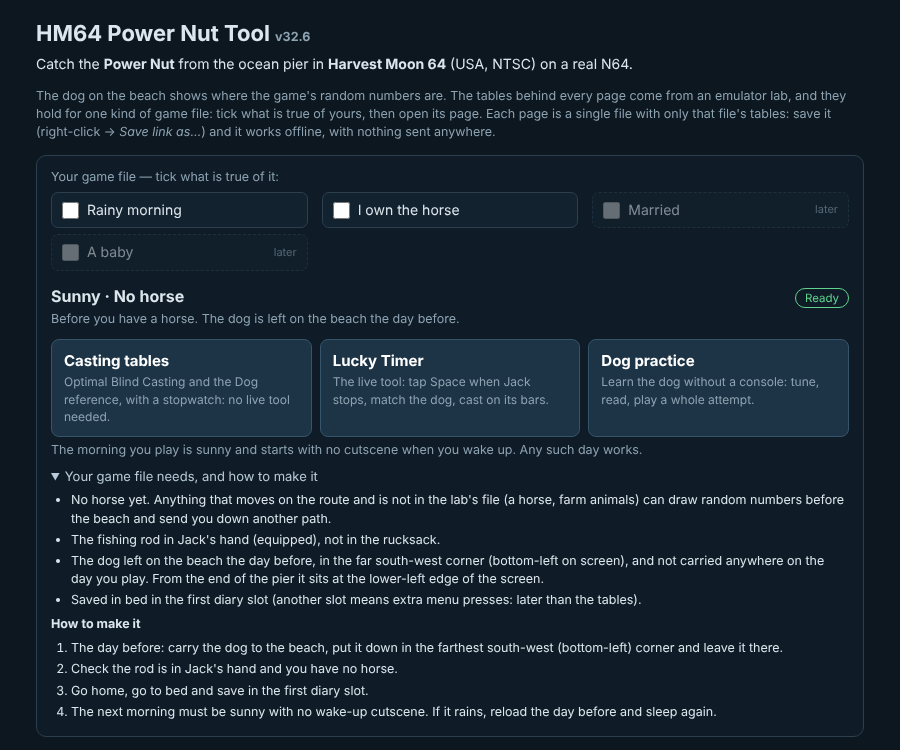 HM64 Power Nut Tool v32.6
Catch the Power Nut from the ocean pier in Harvest Moon 64 (USA, NTSC) on a real N64.
The dog on the beach shows where the game's random numbers are. The tables behind every page come from an emulator lab, and they
hold for one kind of game file: tick what is true of yours, then open its page. Each page is a single file with only that file's tables: save it
(right-click → Save link as…) and it works offline, with nothing sent anywhere.
Your game file — tick what is true of it:
Rainy morning
I own the horse
Married later
A baby later
Sunny · No horse
Ready
Before you have a horse. The dog is left on the beach the day before.
Casting tables
Optimal Blind Casting and the Dog
reference, with a stopwatch: no live tool
needed.
Lucky Timer
The live tool: tap Space when Jack
stops, match the dog, cast on its bars.
Dog practice
Learn the dog without a console: tune,
read, play a whole attempt.
The morning you play is sunny and starts with no cutscene when you wake up. Any such day works.
▼ Your game file needs, and how to make it
• No horse yet. Anything that moves on the route and is not in the lab's file (a horse, farm animals) can draw random numbers before
the beach and send you down another path.
• The fishing rod in Jack's hand (equipped), not in the rucksack.
• The dog left on the beach the day before, in the far south-west corner (bottom-left on screen), and not carried anywhere on the
day you play. From the end of the pier it sits at the lower-left edge of the screen.
• Saved in bed in the first diary slot (another slot means extra menu presses: later than the tables).
How to make it
1. The day before: carry the dog to the beach, put it down in the farthest south-west (bottom-left) corner and leave it there.
2. Check the rod is in Jack's hand and you have no horse.
3. Go home, go to bed and save in the first diary slot.
4. The next morning must be sunny with no wake-up cutscene. If it rains, reload the day before and sleep again.